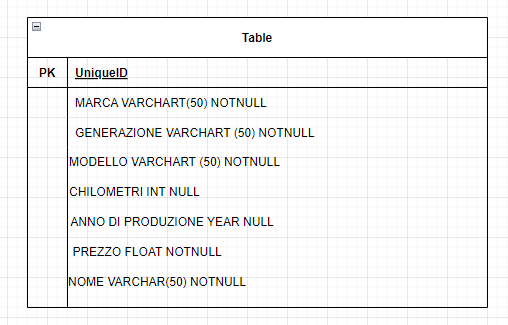 Table
PK UniqueID
MARCA VARCHART(50) NOTNULL
GENERAZIONE VARCHART (50) NOTNULL
MODELLO VARCHART (50) NOTNULL
CHILOMETRI INT NULL
ANNO DI PRODUZIONE YEAR NULL
PREZZO FLOAT NOTNULL
NOME VARCHAR(50) NOTNULL